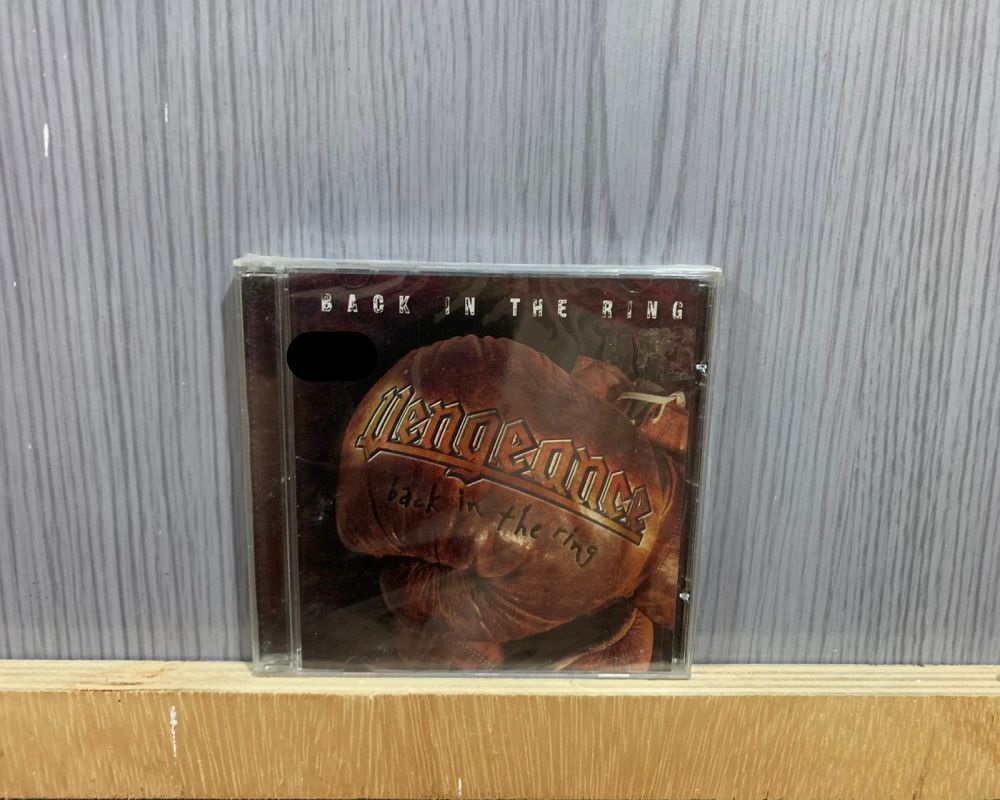 BACK IN THE RING
Vengeance
back in the ring